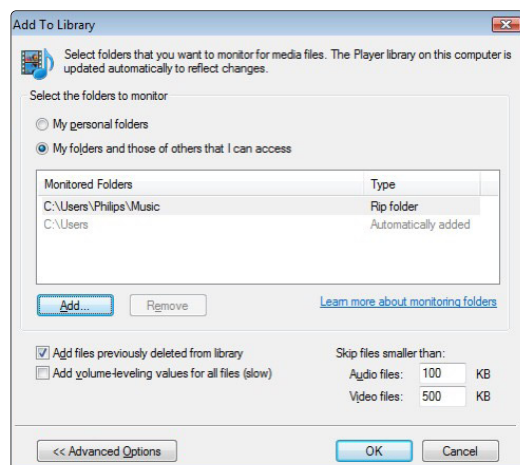 Add To Library
Select folders that you want to monitor for media files. The Player library on this computer is
updated automatically to reflect changes.
Select the folders to monitor
My personal folders
My folders and those of others that I can access
Monitored Folders Type
C:\Users\Philips\Music Rip folder
C:\Users Automatically added
Add... Remove Learn more about monitoring folders
Add files previously deleted from library Skip files smaller than:
Add volume-leveling values for all files (slow) Audio files: 100 KB
Video files: 500 KB
<< Advanced Options OK Cancel